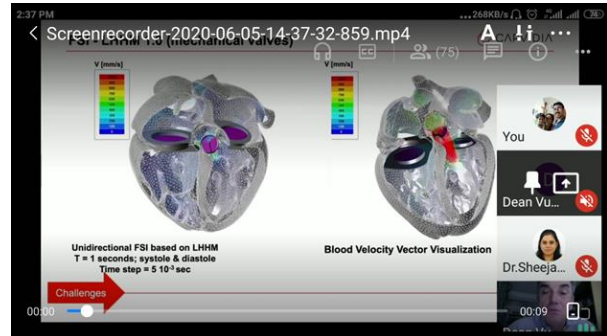 2:37 PM
...268KB/s
Screenrecorder-2020-06-05-14-37-32-859.mp4
FSI - LHHM 1.0 (mechanical valves)
(75)
V [mm/s]
V [mm/s]
You
Dean Vu...
Dr.Sheeja...
Unidirectional FSI based on LHHM
T = 1 seconds; systole & diastole
Time step = 5 10⁻³ sec
Blood Velocity Vector Visualization
Challenges
00:00
00:09